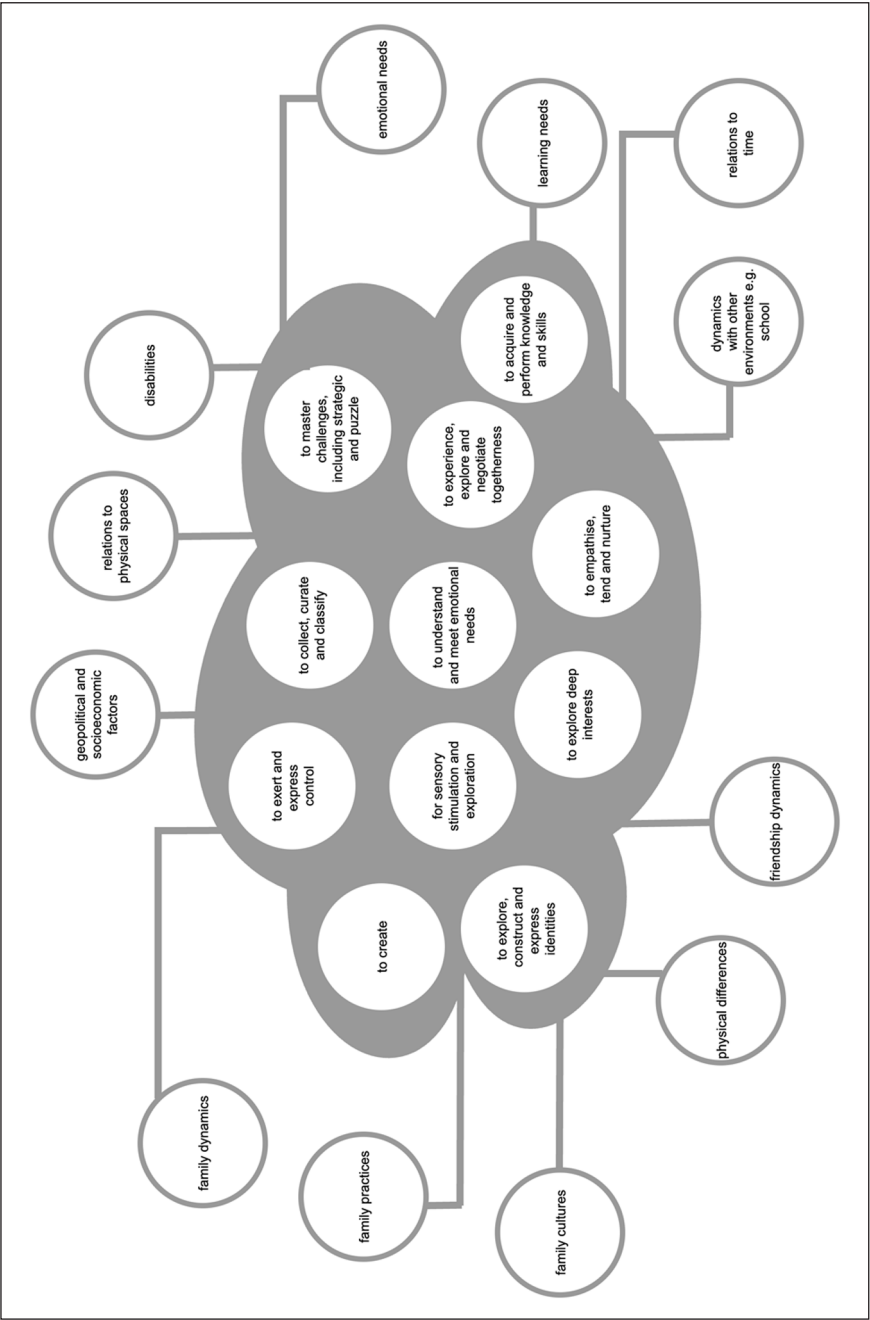 family dynamics
geopolitical and
socioeconomic
factors
relations to
physical spaces
disabilities
emotional needs
family practices
to create
to exert and
express
control
to collect, curate
and classify
to master
challenges,
including strategic
and puzzle
for sensory
stimulation and
exploration
to understand
and meet emotional
needs
to experience,
explore and
negotiate
togetherness
to acquire and
perform knowledge
and skills
learning needs
family cultures
to explore,
construct and
express
identities
to explore deep
interests
to empathise,
tend and nurture
physical differences
friendship dynamics
dynamics
with other
environments e.g.
school
relations to
time